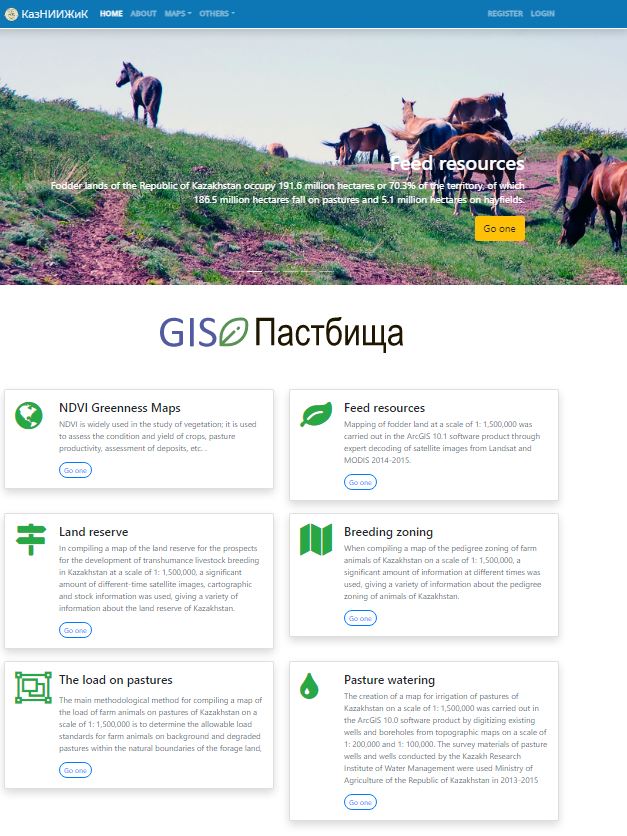 КазНИИЖиК HOME ABOUT MAPS OTHERS REGISTER LOGIN
Feed resources
Fodder lands of the Republic of Kazakhstan occupy 191.6 million hectares or 70.3% of the territory, of which
186.5 million hectares fall on pastures and 5.1 million hectares on hayfields.
Go one
GIS Пастбища
NDVI Greenness Maps
NDVI is widely used in the study of vegetation; it is used
to assess the condition and yield of crops, pasture
productivity, assessment of deposits, etc. .
Go one
Feed resources
Mapping of fodder land at a scale of 1: 1,500,000 was
carried out in the ArcGIS 10.1 software product through
expert decoding of satellite images from Landsat and
MODIS 2014-2015.
Go one
Land reserve
In compiling a map of the land reserve for the prospects
for the development of transhumance livestock breeding
in Kazakhstan at a scale of 1: 1,500,000, a significant
amount of different-time satellite images, cartographic
and stock information was used, giving a variety of
information about the land reserve of Kazakhstan.
Go one
Breeding zoning
When compiling a map of the pedigree zoning of farm
animals of Kazakhstan on a scale of 1: 1,500,000, a
significant amount of information at different times was
used, giving a variety of information about the pedigree
zoning of animals of Kazakhstan.
Go one
The load on pastures
The main methodological method for compiling a map of
the load of farm animals on pastures of Kazakhstan on a
scale of 1: 1,500,000 is to determine the allowable
standards for farm animals on background and degraded
pastures within the natural boundaries of the forage land,
Go one
Pasture watering
The creation of a map for irrigation of pastures of
Kazakhstan on a scale of 1: 1,500,000 was carried out in
the ArcGIS 10.0 software product by digitizing existing
wells and boreholes from topographic maps on a scale of
1: 200,000 and 1: 100,000. The survey materials of pasture
wells and wells conducted by the Kazakh Research
Institute of Water Management were used Ministry of
Agriculture of the Republic of Kazakhstan in 2013-2015
Go one